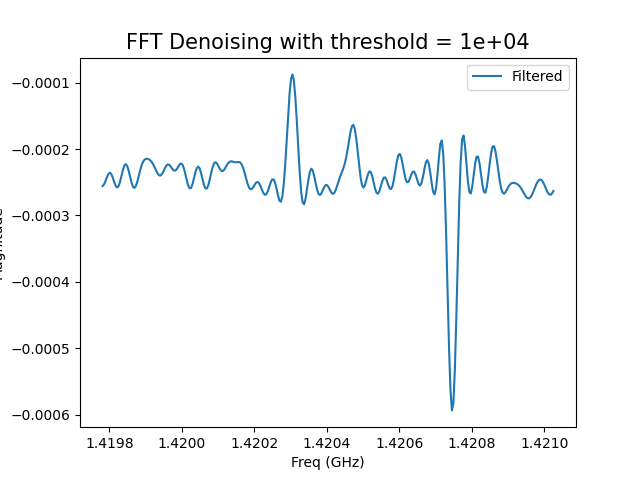 FFT Denoising with threshold = 1e+04
Filtered
−0.0001
−0.0002
−0.0003
−0.0004
−0.0005
−0.0006
1.4198 1.4200 1.4202 1.4204 1.4206 1.4208 1.4210
Freq (GHz)